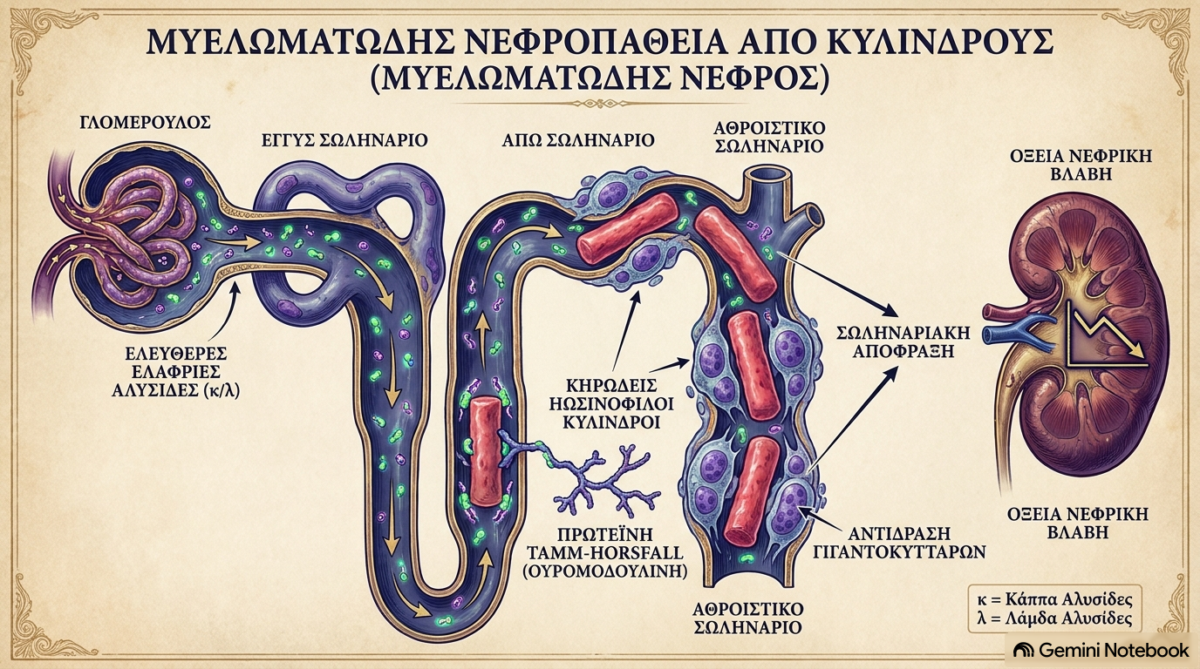 ΜΥΕΛΩΜΑΤΩΔΗΣ ΝΕΦΡΟΠΑΘΕΙΑ ΑΠΟ ΚΥΛΙΝΔΡΟΥΣ
(ΜΥΕΛΩΜΑΤΩΔΗΣ ΝΕΦΡΟΣ)
ΓΛΟΜΕΡΟΥΛΟΣ
ΕΓΓΥΣ ΣΩΛΗΝΑΡΙΟ
ΑΠΩ ΣΩΛΗΝΑΡΙΟ
ΑΘΡΟΙΣΤΙΚΟ
ΣΩΛΗΝΑΡΙΟ
ΟΞΕΙΑ ΝΕΦΡΙΚΗ
ΒΛΑΒΗ
ΕΛΕΥΘΕΡΕΣ
ΕΛΑΦΡΙΕΣ
ΑΛΥΣΙΔΕΣ (κ/λ)
ΚΗΡΩΔΕΙΣ
ΗΩΣΙΝΟΦΙΛΟΙ
ΚΥΛΙΝΔΡΟΙ
ΣΩΛΗΝΑΡΙΑΚΗ
ΑΠΟΦΡΑΞΗ
ΠΡΩΤΕΪΝΗ
TAMM-HORSFALL
(ΟΥΡΟΜΟΔΟΥΛΙΝΗ)
ΑΝΤΙΔΡΑΣΗ
ΓΙΓΑΝΤΟΚΥΤΤΑΡΩΝ
ΟΞΕΙΑ ΝΕΦΡΙΚΗ
ΒΛΑΒΗ
ΑΘΡΟΙΣΤΙΚΟ
ΣΩΛΗΝΑΡΙΟ
κ = Κάππα Αλυσίδες
λ = Λάμδα Αλυσίδες
Gemini Notebook